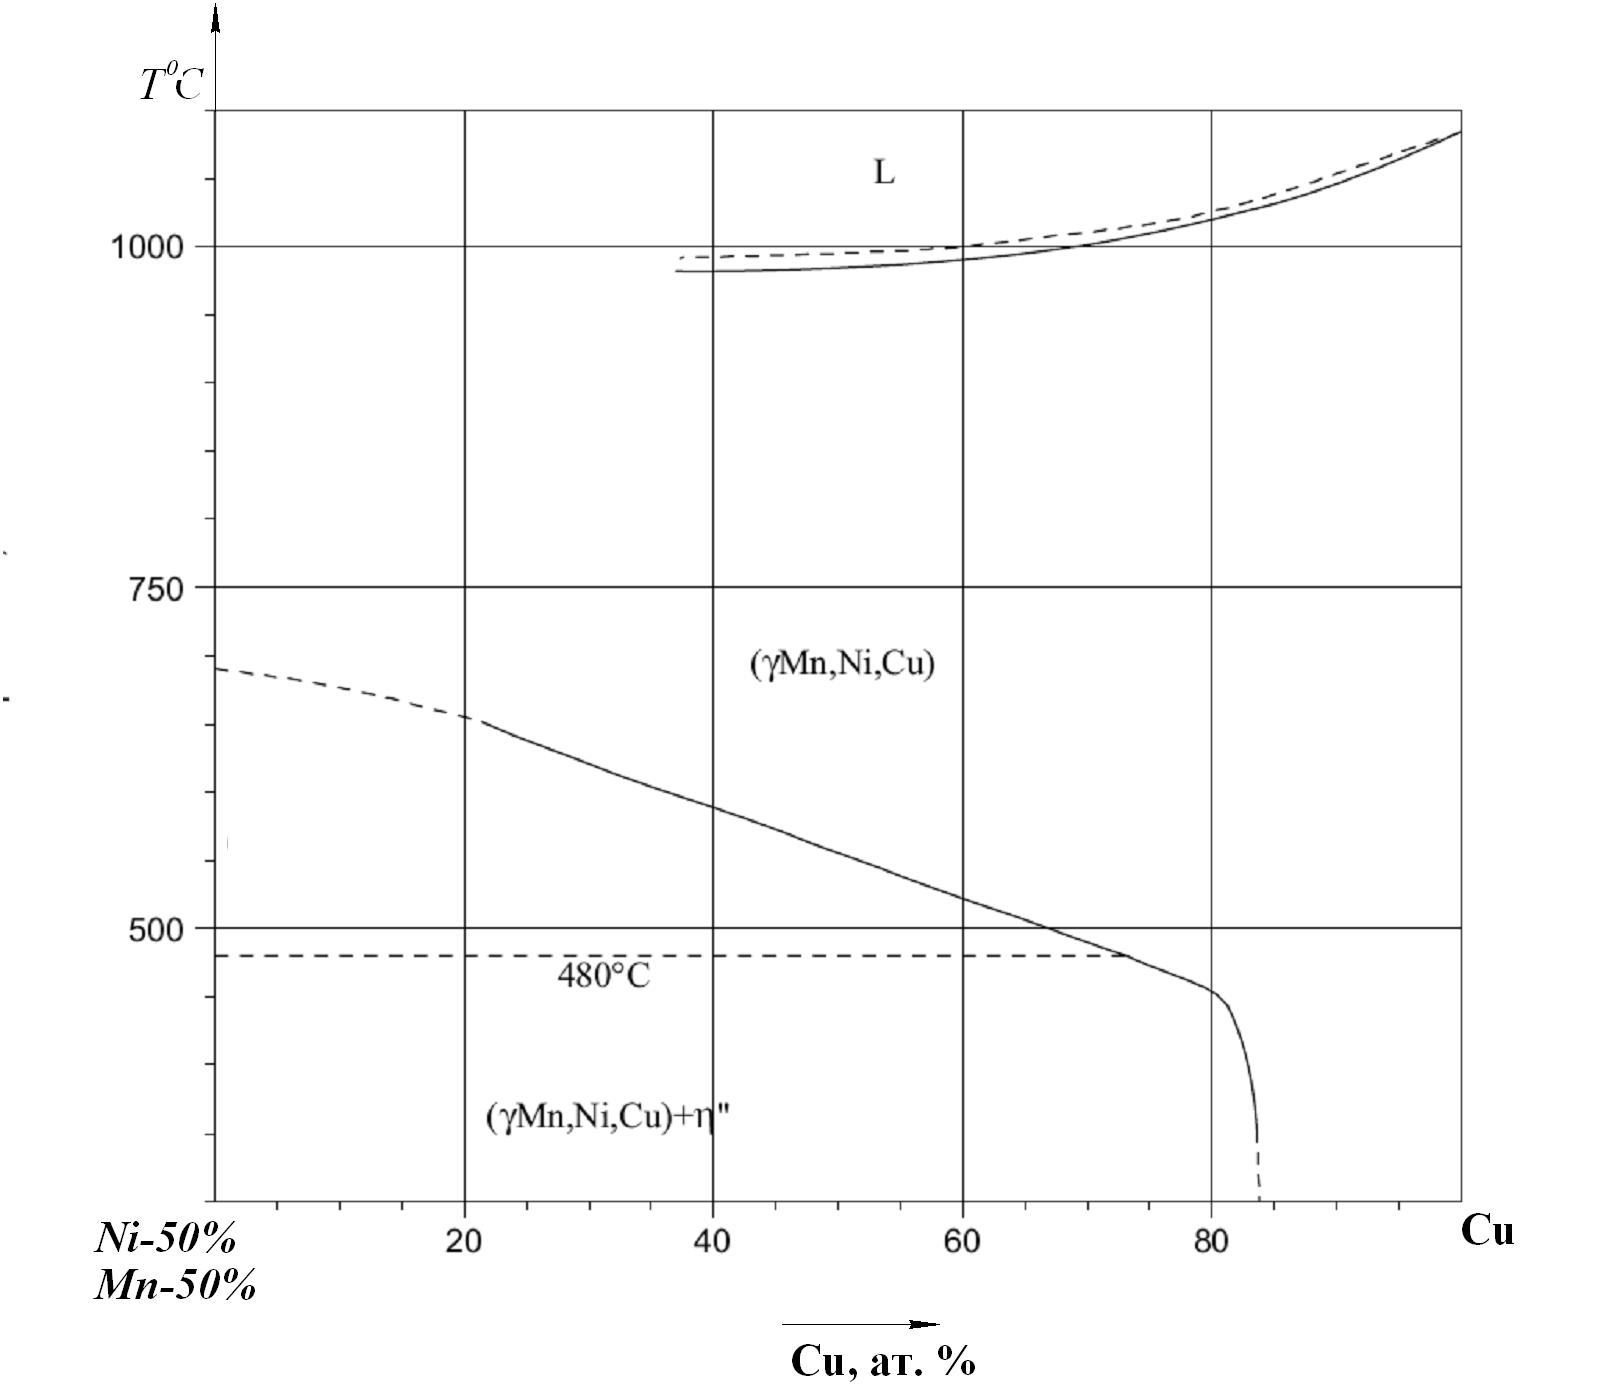 T⁰C
L
1000
750
(γMn,Ni,Cu)
500
480°C
(γMn,Ni,Cu)+η"
Ni-50%
Mn-50%
20
40
60
80
Cu
Cu, ат. %